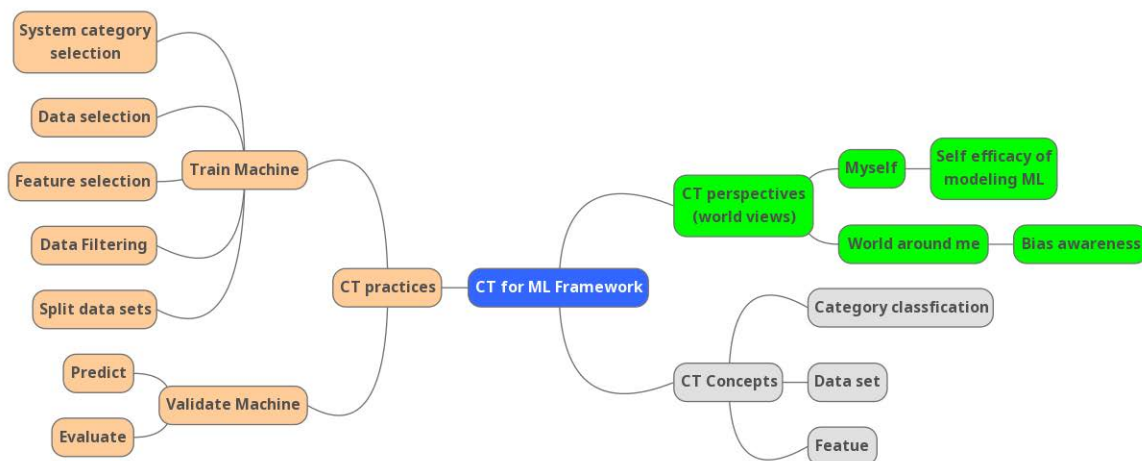 System category
selection
Data selection
Feature selection
Data Filtering
Split data sets
Train Machine
Predict
Evaluate
Validate Machine
CT practices
CT for ML Framework
CT perspectives
(world views)
Myself
Self efficacy of
modeling ML
World around me
Bias awareness
CT Concepts
Category classfication
Data set
Featue